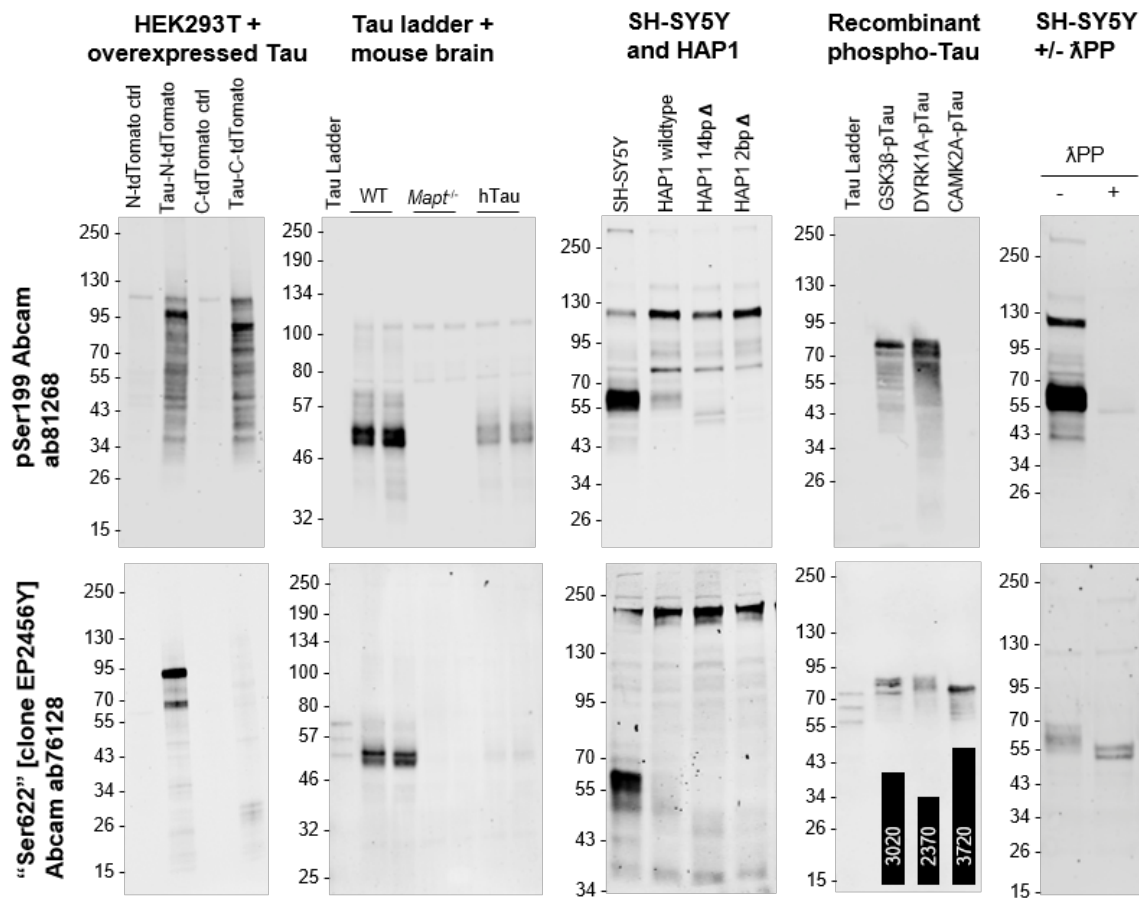 HEK293T +
overexpressed Tau
Tau ladder +
mouse brain
SH-SY5Y
and HAP1
Recombinant
phospho-Tau
SH-SY5Y
+/- ƛPP
N-tdTomato ctrl
Tau-N-tdTomato
C-tdTomato ctrl
Tau-C-tdTomato
Tau Ladder
WT
Mapt-/-
hTau
SH-SY5Y
HAP1 wildtype
HAP1 14bp Δ
HAP1 2bp Δ
Tau Ladder
GSK3β-pTau
DYRK1A-pTau
CAMK2A-pTau
ƛPP
- +
pSer199 Abcam
ab81268
250 -
130 -
95 -
70 -
55 -
43 -
34 -
26 -
15 -
250 -
190 -
134 -
100 -
80 -
57 -
46 -
32 -
250 -
130 -
95 -
70 -
55 -
43 -
34 -
26 -
250 -
130 -
95 -
70 -
55 -
43 -
34 -
26 -
15 -
250 -
130 -
95 -
70 -
55 -
43 -
34 -
26 -
"Ser622" [clone EP2456Y]
Abcam ab76128
250 -
130 -
95 -
70 -
55 -
43 -
34 -
26 -
15 -
250 -
190 -
134 -
100 -
80 -
57 -
46 -
32 -
25 -
250 -
130 -
95 -
70 -
55 -
43 -
34 -
250 -
130 -
95 -
70 -
55 -
43 -
34 -
26 -
15 -
3020
2370
3720
250 -
130 -
95 -
70 -
55 -
43 -
34 -
26 -
15 -